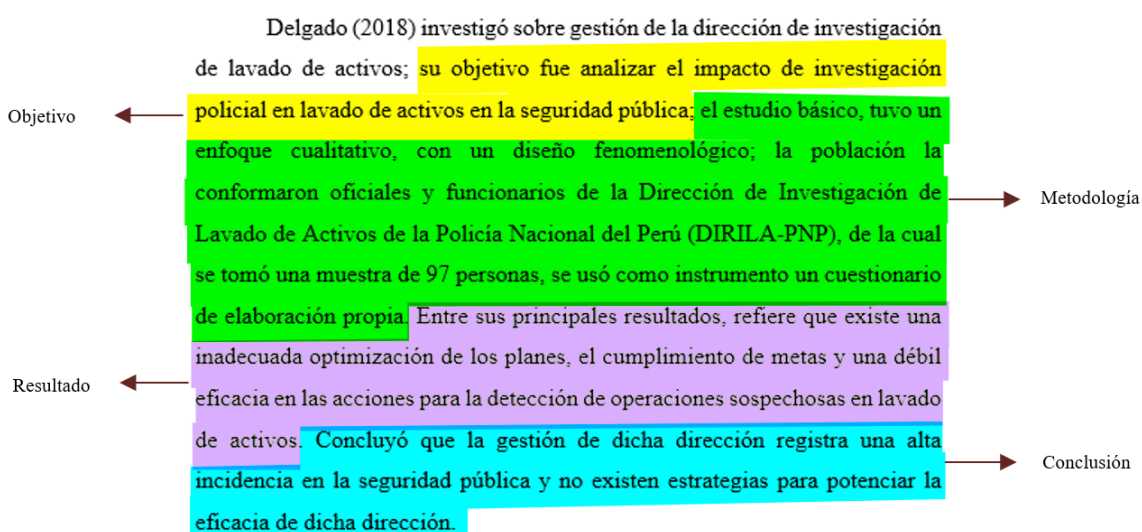 Delgado (2018) investigó sobre gestión de la dirección de investigación
de lavado de activos; su objetivo fue analizar el impacto de investigación
Objetivo
policial en lavado de activos en la seguridad pública; el estudio básico, tuvo un
enfoque cualitativo, con un diseño fenomenológico; la población la
conformaron oficiales y funcionarios de la Dirección de Investigación de
Metodología
Lavado de Activos de la Policía Nacional del Perú (DIRILA-PNP), de la cual
se tomó una muestra de 97 personas, se usó como instrumento un cuestionario
de elaboración propia. Entre sus principales resultados, refiere que existe una
inadecuada optimización de los planes, el cumplimiento de metas y una débil
Resultado
eficacia en las acciones para la detección de operaciones sospechosas en lavado
de activos. Concluyó que la gestión de dicha dirección registra una alta
Conclusión
incidencia en la seguridad pública y no existen estrategias para potenciar la
eficacia de dicha dirección.